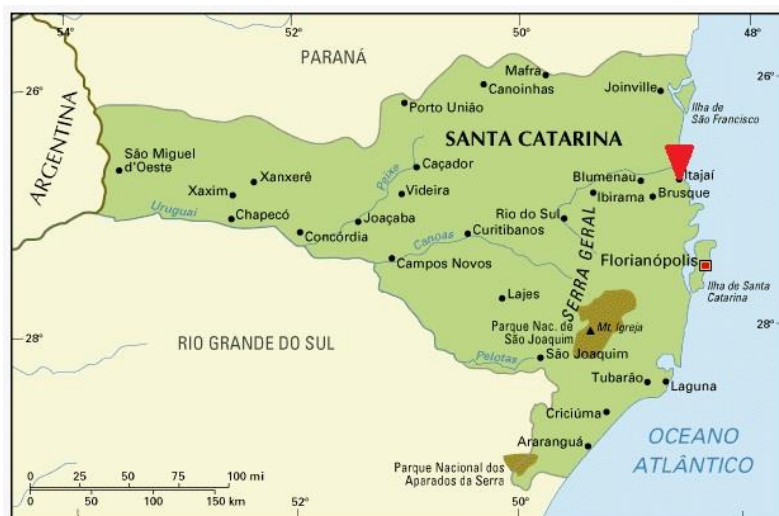 54°
52°
50°
48°
PARANÁ
26°
26°
Mafra
Canoinhas
Joinville
Porto União
Ilha de
São Francisco
ARGENTINA
SANTA CATARINA
São Miguel
d'Oeste
Xanxerê
Xaxim
Caçador
Peixe
Videira
Blumenau
Itajaí
Ibirama
Brusque
Uruguai
Chapecó
Joaçaba
Concórdia
Rio do Sul
Canoas
Curitibanos
Campos Novos
SERRA GERAL
Florianópolis
Ilha de Santa
Catarina
Lajes
28°
28°
Parque Nac. de
São Joaquim
Mt. Igreja
RIO GRANDE DO SUL
Pelotas
São Joaquim
Tubarão
Laguna
Criciúma
Araranguá
OCEANO
ATLÂNTICO
Parque Nacional dos
Aparados da Serra
0 25 50 75 100 mi
0 50 100 150 km
52°
50°